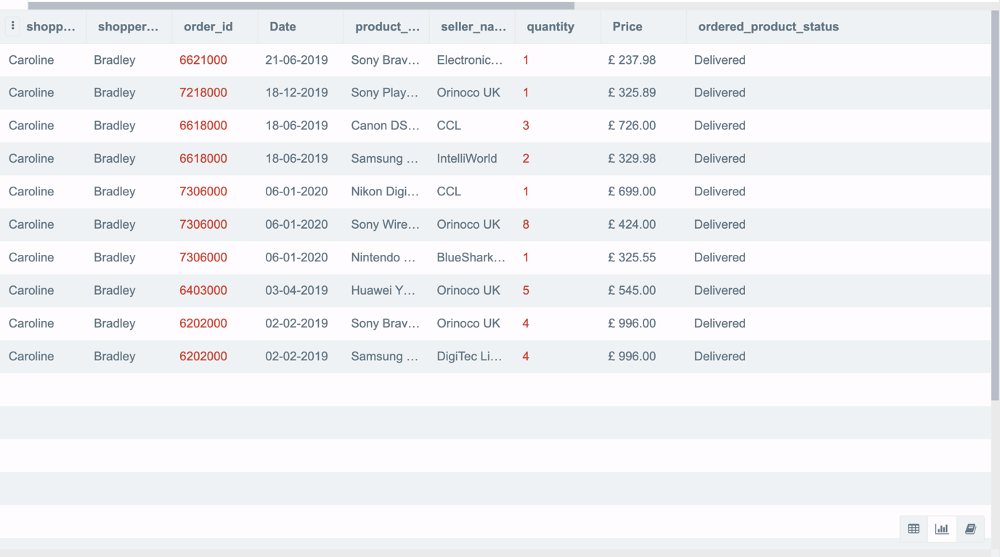 shopp... shopper... order_id Date product_... seller_na... quantity Price ordered_product_status
Caroline Bradley 6621000 21-06-2019 Sony Brav... Electronic... 1 £ 237.98 Delivered
Caroline Bradley 7218000 18-12-2019 Sony Play... Orinoco UK 1 £ 325.89 Delivered
Caroline Bradley 6618000 18-06-2019 Canon DS... CCL 3 £ 726.00 Delivered
Caroline Bradley 6618000 18-06-2019 Samsung ... IntelliWorld 2 £ 329.98 Delivered
Caroline Bradley 7306000 06-01-2020 Nikon Digi... CCL 1 £ 699.00 Delivered
Caroline Bradley 7306000 06-01-2020 Sony Wire... Orinoco UK 8 £ 424.00 Delivered
Caroline Bradley 7306000 06-01-2020 Nintendo ... BlueShark... 1 £ 325.55 Delivered
Caroline Bradley 6403000 03-04-2019 Huawei Y... Orinoco UK 5 £ 545.00 Delivered
Caroline Bradley 6202000 02-02-2019 Sony Brav... Orinoco UK 4 £ 996.00 Delivered
Caroline Bradley 6202000 02-02-2019 Samsung ... DigiTec Li... 4 £ 996.00 Delivered